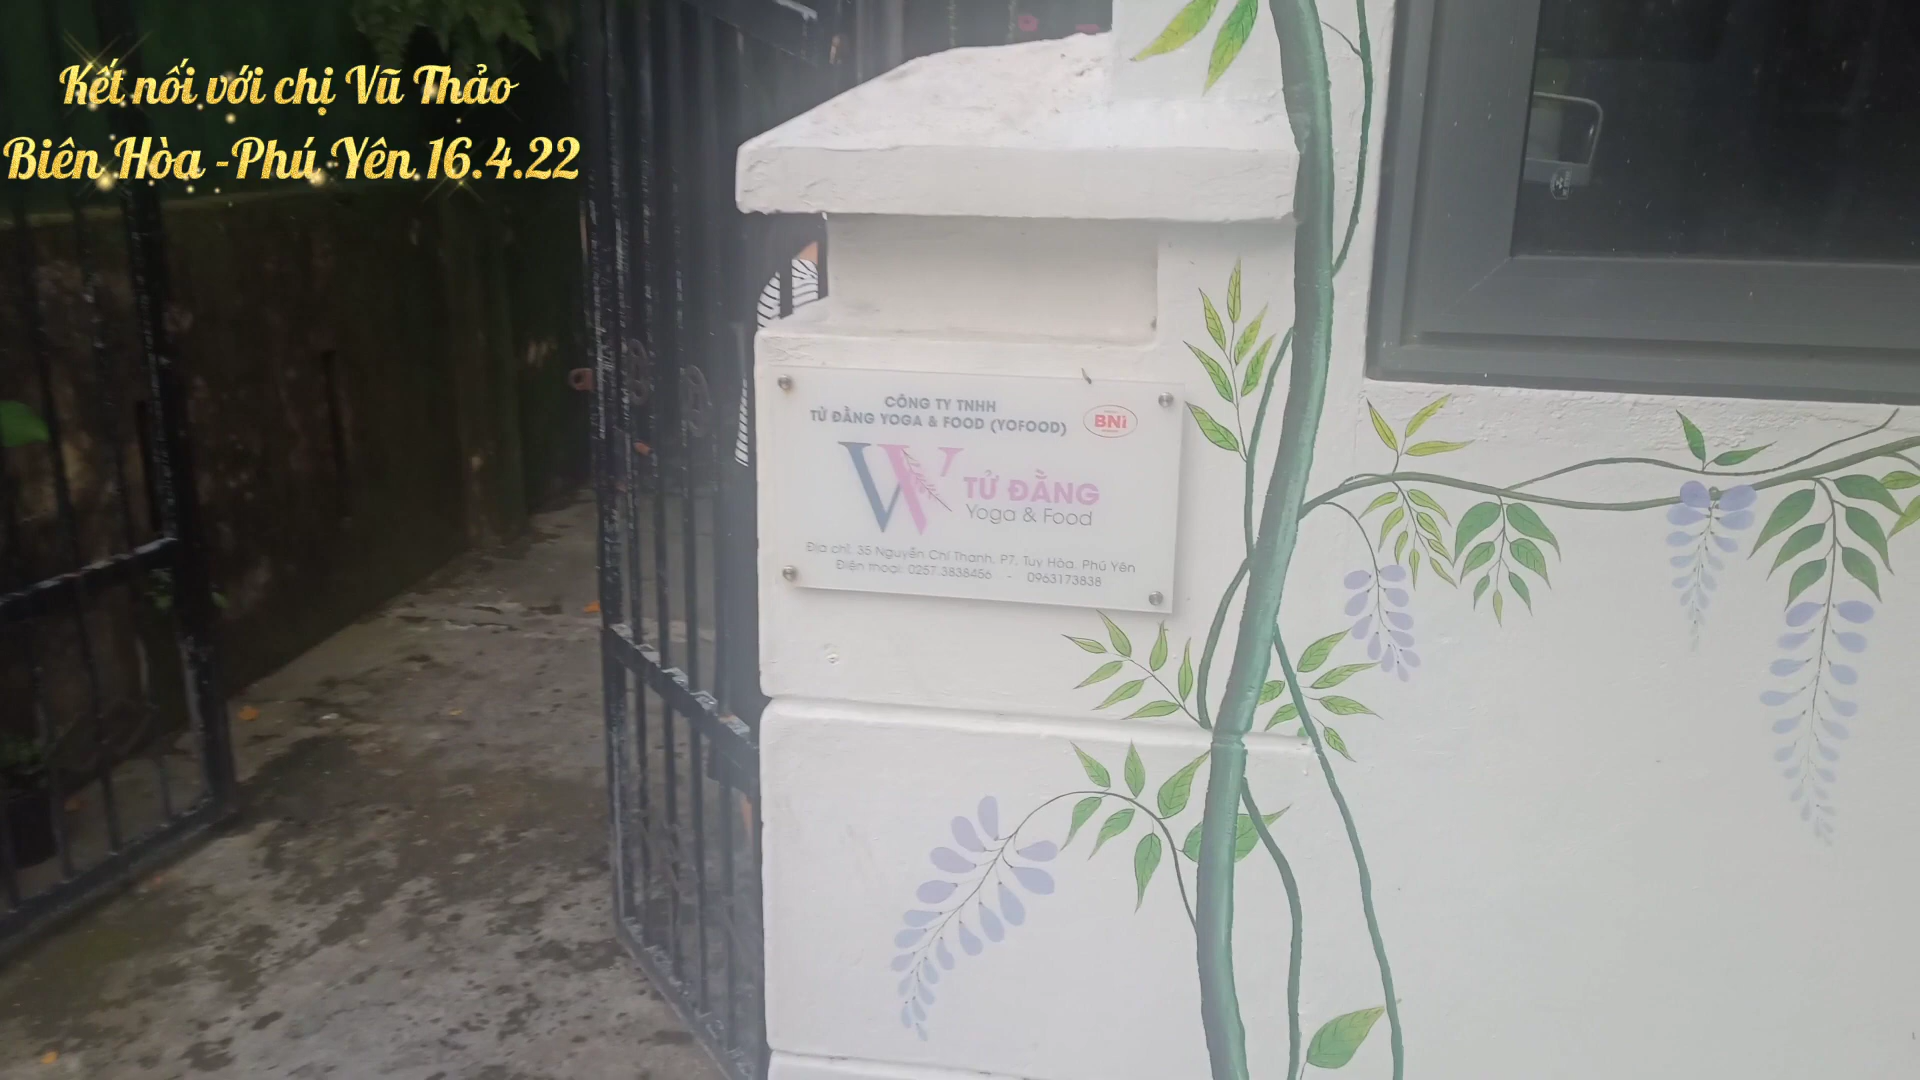 Kết nối với chị Vũ Thảo
Biên Hòa -Phú Yên 16.4.22
CÔNG TY TNHH
TỬ ĐẰNG YOGA & FOOD (YOFOOD)
BNI
TỬ ĐẰNG
Yoga & Food
Địa chỉ: 35 Nguyễn Chí Thanh, P7, Tuy Hòa, Phú Yên
Điện thoại: 0257.3838456 - 0963173838